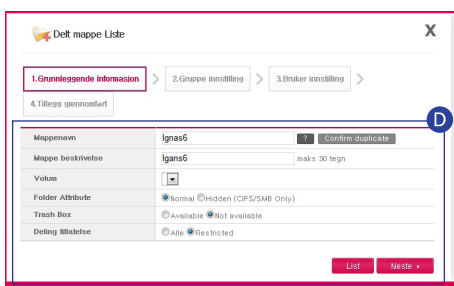 Delt mappe Liste
X
1.Grunnleggende Informasjon
2.Gruppe innstilling
3.Bruker innstilling
4.Tillegg gjennomført
D
Mappenavn Ignas6 ? Confirm duplicate
Mappe beskrivelse Igans6 maks 30 tegn
Volum
Folder Attribute Normal Hidden (CIFS/SMB Only)
Trash Box Available Not available
Deling tillatelse Alle Restricted
List Neste